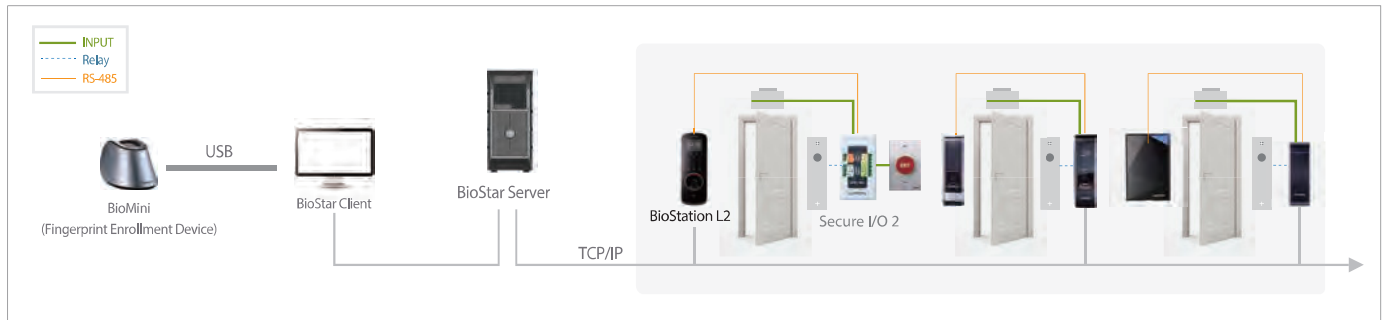 INPUT
Relay
RS-485
USB
BioMini
(Fingerprint Enrollment Device)
BioStar Client
BioStar Server
TCP/IP
BioStation L2
Secure I/O 2
EXIT